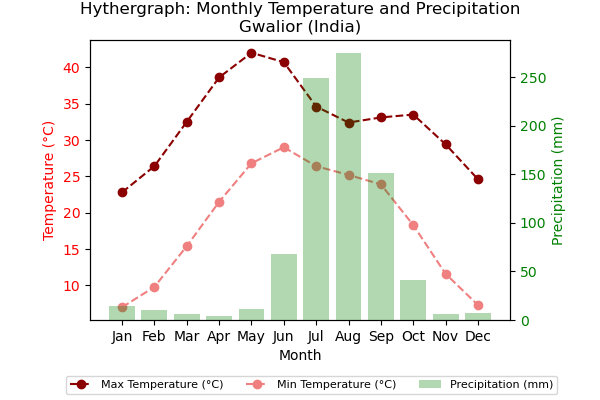 Hythergraph: Monthly Temperature and Precipitation
Gwalior (India)
40
35
30
25
20
15
10
Temperature (°C)
250
200
150
100
50
0
Precipitation (mm)
Jan Feb Mar Apr May Jun Jul Aug Sep Oct Nov Dec
Month
Max Temperature (°C) Min Temperature (°C) Precipitation (mm)